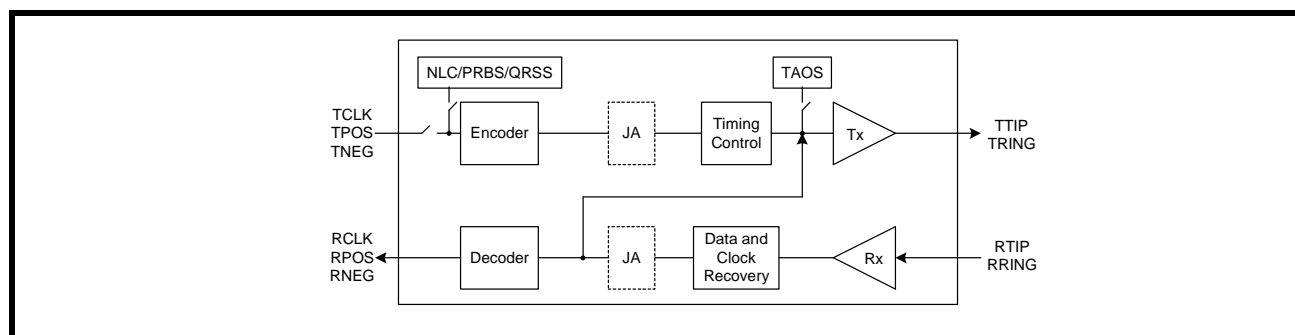 NLC/PRBS/QRSS
TAOS
TCLK
TPOS
TNEG
Encoder
JA
Timing
Control
Tx
TTIP
TRING
RCLK
RPOS
RNEG
Decoder
JA
Data and
Clock
Recovery
Rx
RTIP
RRING